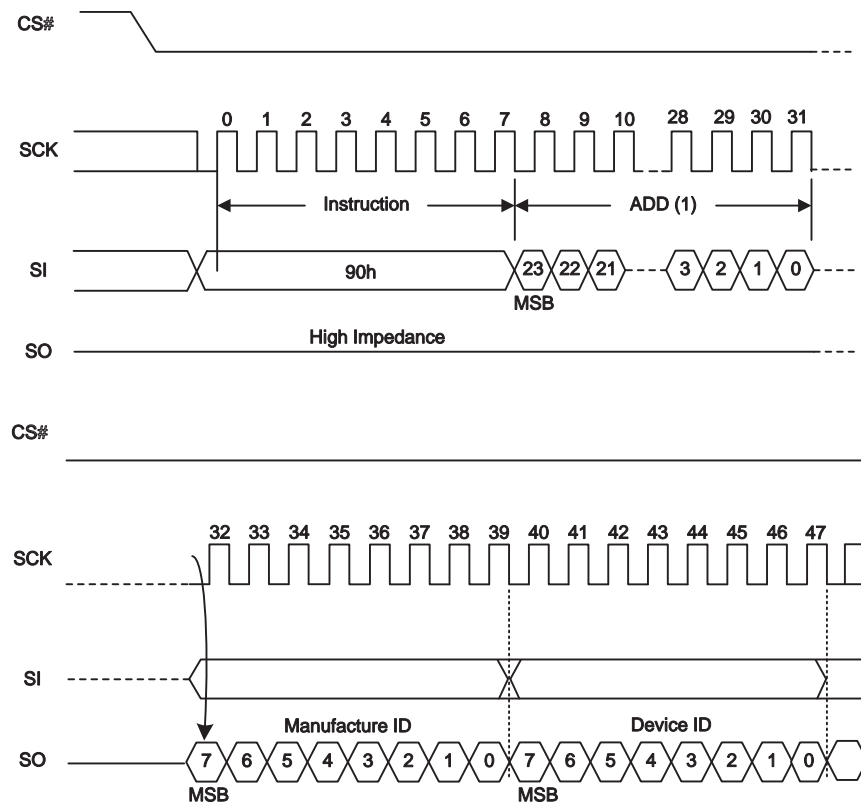 CS#
0 1 2 3 4 5 6 7 8 9 10 28 29 30 31
SCK
Instruction ADD (1)
SI 90h 23 22 21 3 2 1 0
MSB
High Impedance
SO
CS#
32 33 34 35 36 37 38 39 40 41 42 43 44 45 46 47
SCK
SI
Manufacture ID Device ID
SO 7 6 5 4 3 2 1 0 7 6 5 4 3 2 1 0
MSB MSB